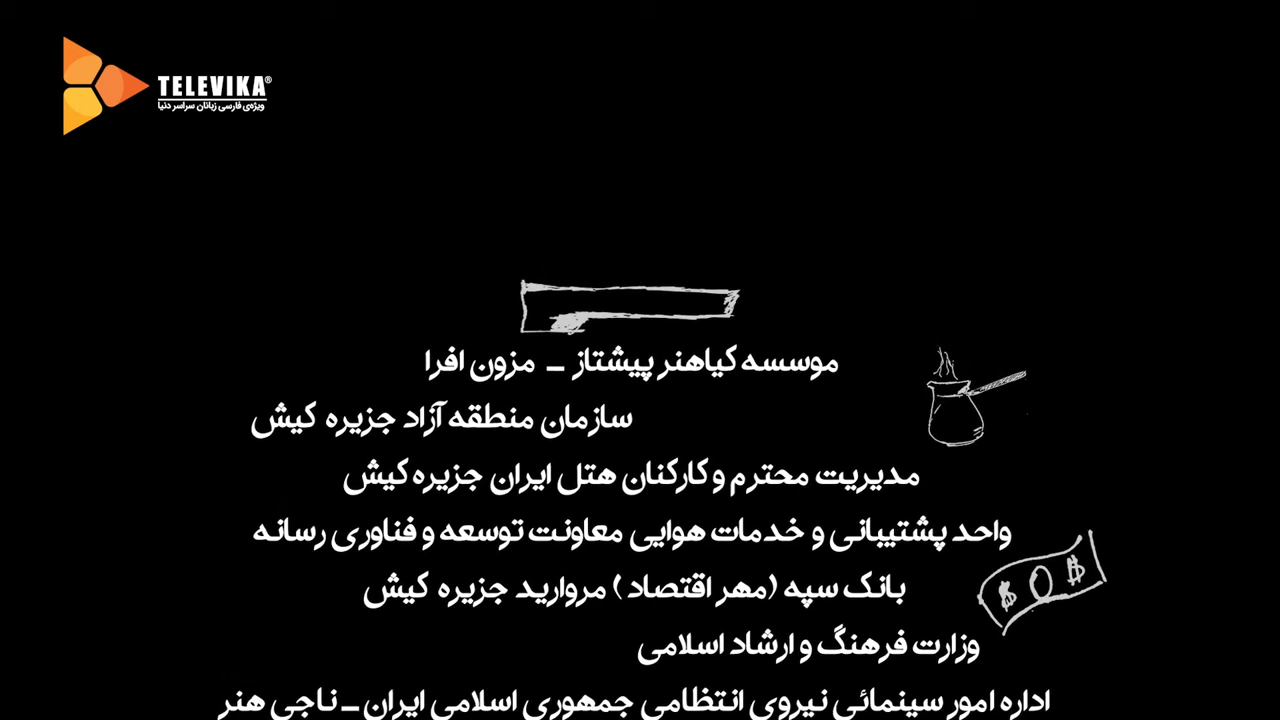 TELEVIKA®
ویژه‌ی فارسی زبانان سراسر دنیا
موسسه کیاهنر پیشتاز - مزون افرا
سازمان منطقه آزاد جزیره کیش
مدیریت محترم و کارکنان هتل ایران جزیره کیش
واحد پشتیبانی و خدمات هوایی معاونت توسعه و فناوری رسانه
بانک سپه (مهر اقتصاد) مروارید جزیره کیش
$ $
وزارت فرهنگ و ارشاد اسلامی
اداره امور سینمائی نیروی انتظامی جمهوری اسلامی ایران - ناجی هنر